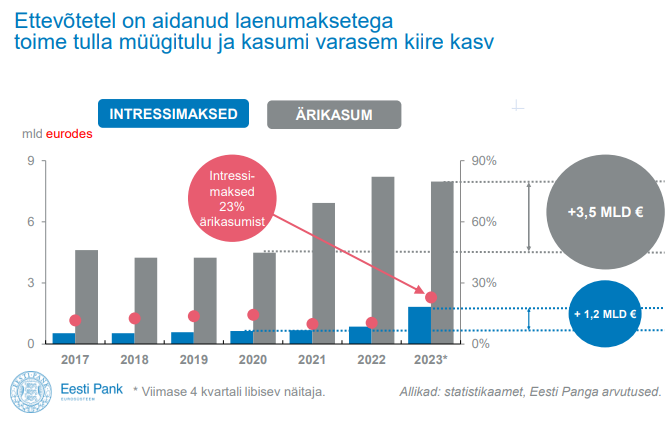 Ettevõtetel on aidanud laenumaksetega
toime tulla müügitulu ja kasumi varasem kiire kasv
INTRESSIMAKSED
ÄRIKASUM
mld eurodes
9
6
3
0
90%
60%
30%
0%
Intressi-
maksed
23%
ärikasumist
+3,5 MLD €
+ 1,2 MLD €
2017
2018
2019
2020
2021
2022
2023*
Eesti Pank
EUROSÜSTEEM
* Viimase 4 kvartali libisev näitaja.
Allikad: statistikaamet, Eesti Panga arvutused.